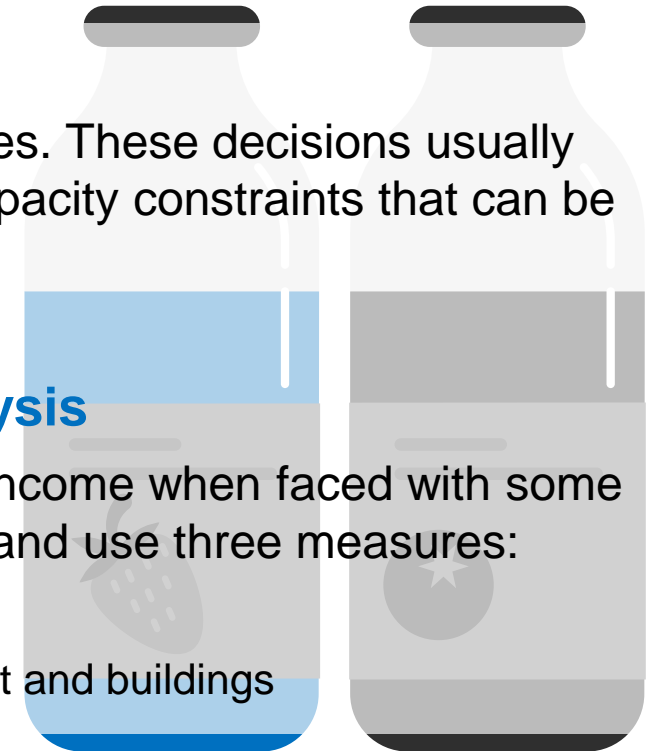 es. These decisions usually
pacity constraints that can be
ysis
ncome when faced with some
and use three measures:
t and buildings